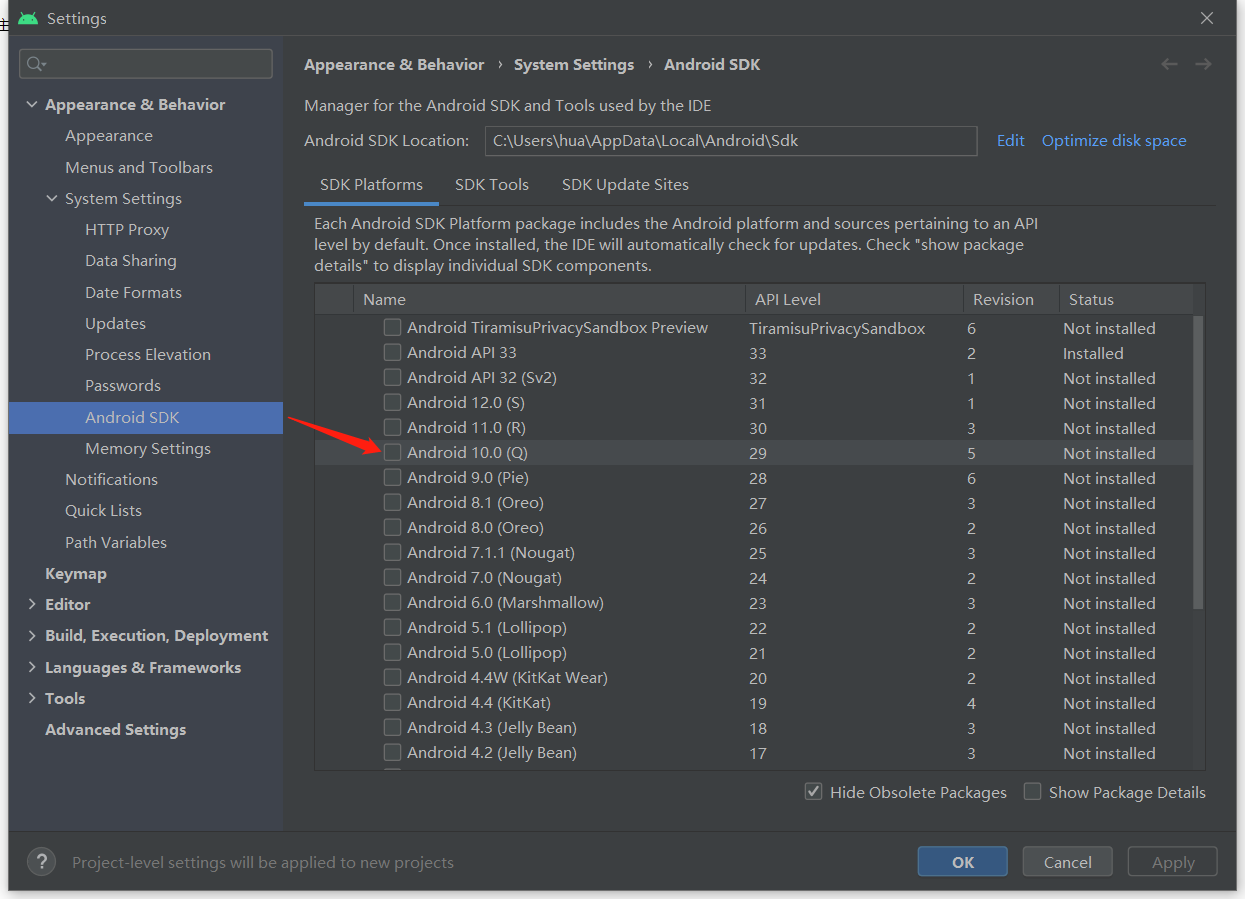 主
Settings
Appearance & Behavior
Appearance
Menus and Toolbars
System Settings
HTTP Proxy
Data Sharing
Date Formats
Updates
Process Elevation
Passwords
Android SDK
Memory Settings
Notifications
Quick Lists
Path Variables
Keymap
Editor
Build, Execution, Deployment
Languages & Frameworks
Tools
Advanced Settings
Appearance & Behavior › System Settings › Android SDK
Manager for the Android SDK and Tools used by the IDE
Android SDK Location: C:\Users\hua\AppData\Local\Android\Sdk Edit Optimize disk space
SDK Platforms SDK Tools SDK Update Sites
Each Android SDK Platform package includes the Android platform and sources pertaining to an API
level by default. Once installed, the IDE will automatically check for updates. Check "show package
details" to display individual SDK components.
Name API Level Revision Status
Android TiramisuPrivacySandbox Preview TiramisuPrivacySandbox 6 Not installed
Android API 33 33 2 Installed
Android API 32 (Sv2) 32 1 Not installed
Android 12.0 (S) 31 1 Not installed
Android 11.0 (R) 30 3 Not installed
Android 10.0 (Q) 29 5 Not installed
Android 9.0 (Pie) 28 6 Not installed
Android 8.1 (Oreo) 27 3 Not installed
Android 8.0 (Oreo) 26 2 Not installed
Android 7.1.1 (Nougat) 25 3 Not installed
Android 7.0 (Nougat) 24 2 Not installed
Android 6.0 (Marshmallow) 23 3 Not installed
Android 5.1 (Lollipop) 22 2 Not installed
Android 5.0 (Lollipop) 21 2 Not installed
Android 4.4W (KitKat Wear) 20 2 Not installed
Android 4.4 (KitKat) 19 4 Not installed
Android 4.3 (Jelly Bean) 18 3 Not installed
Android 4.2 (Jelly Bean) 17 3 Not installed
Hide Obsolete Packages Show Package Details
? Project-level settings will be applied to new projects
OK Cancel Apply